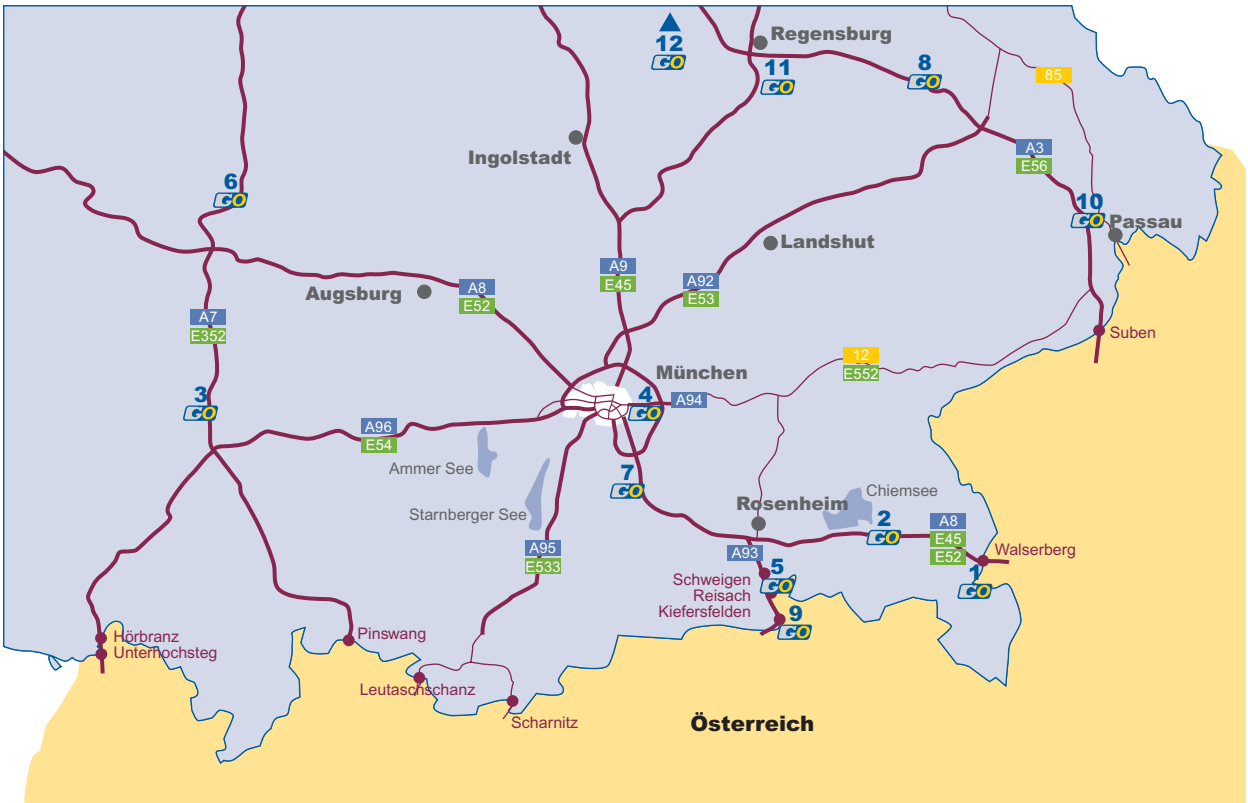 12
GO
Regensburg
11
GO
8
GO
85
Ingolstadt
A3
E56
6
GO
10
GO
Passau
Landshut
A9
E45
A92
E53
Augsburg
A8
E52
A7
E352
Suben
12
E552
München
3
GO
4
GO
A94
A96
E54
Ammer See
7
GO
Starnberger See
Rosenheim
Chiemsee
2
GO
A8
E45
E52
A95
E533
A93
Walserberg
1
GO
5
GO
Schweigen
Reisach
Kiefersfelden
9
GO
Hörbranz
Unterhochsteg
Pinswang
Leutaschschanz
Scharnitz
Österreich